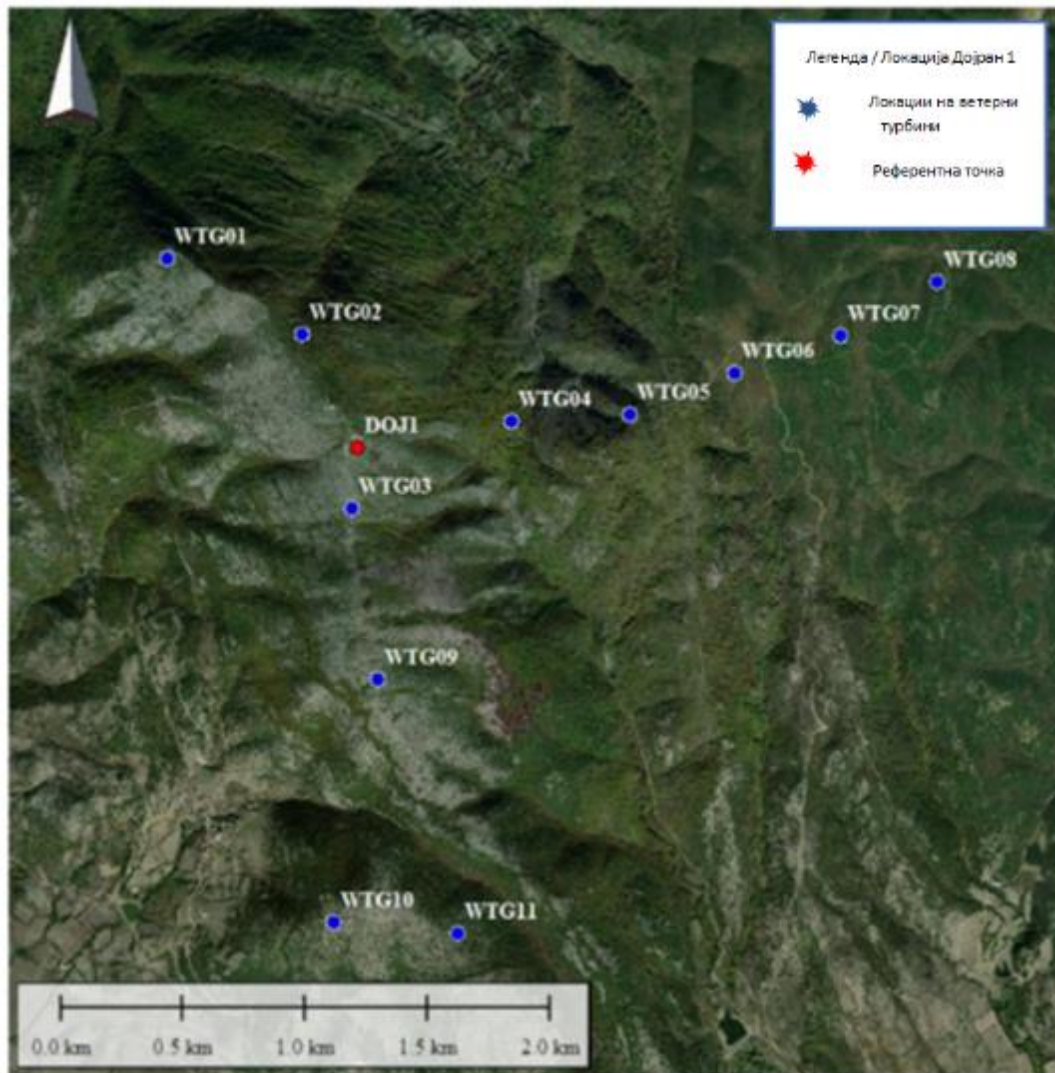 Легенда / Локација Дојран 1
Локации на ветерни
турбини
Референтна точка
WTG01
WTG08
WTG02
WTG07
WTG06
WTG04
WTG05
DOJ1
WTG03
WTG09
WTG10
WTG11
0.0 km 0.5 km 1.0 km 1.5 km 2.0 km